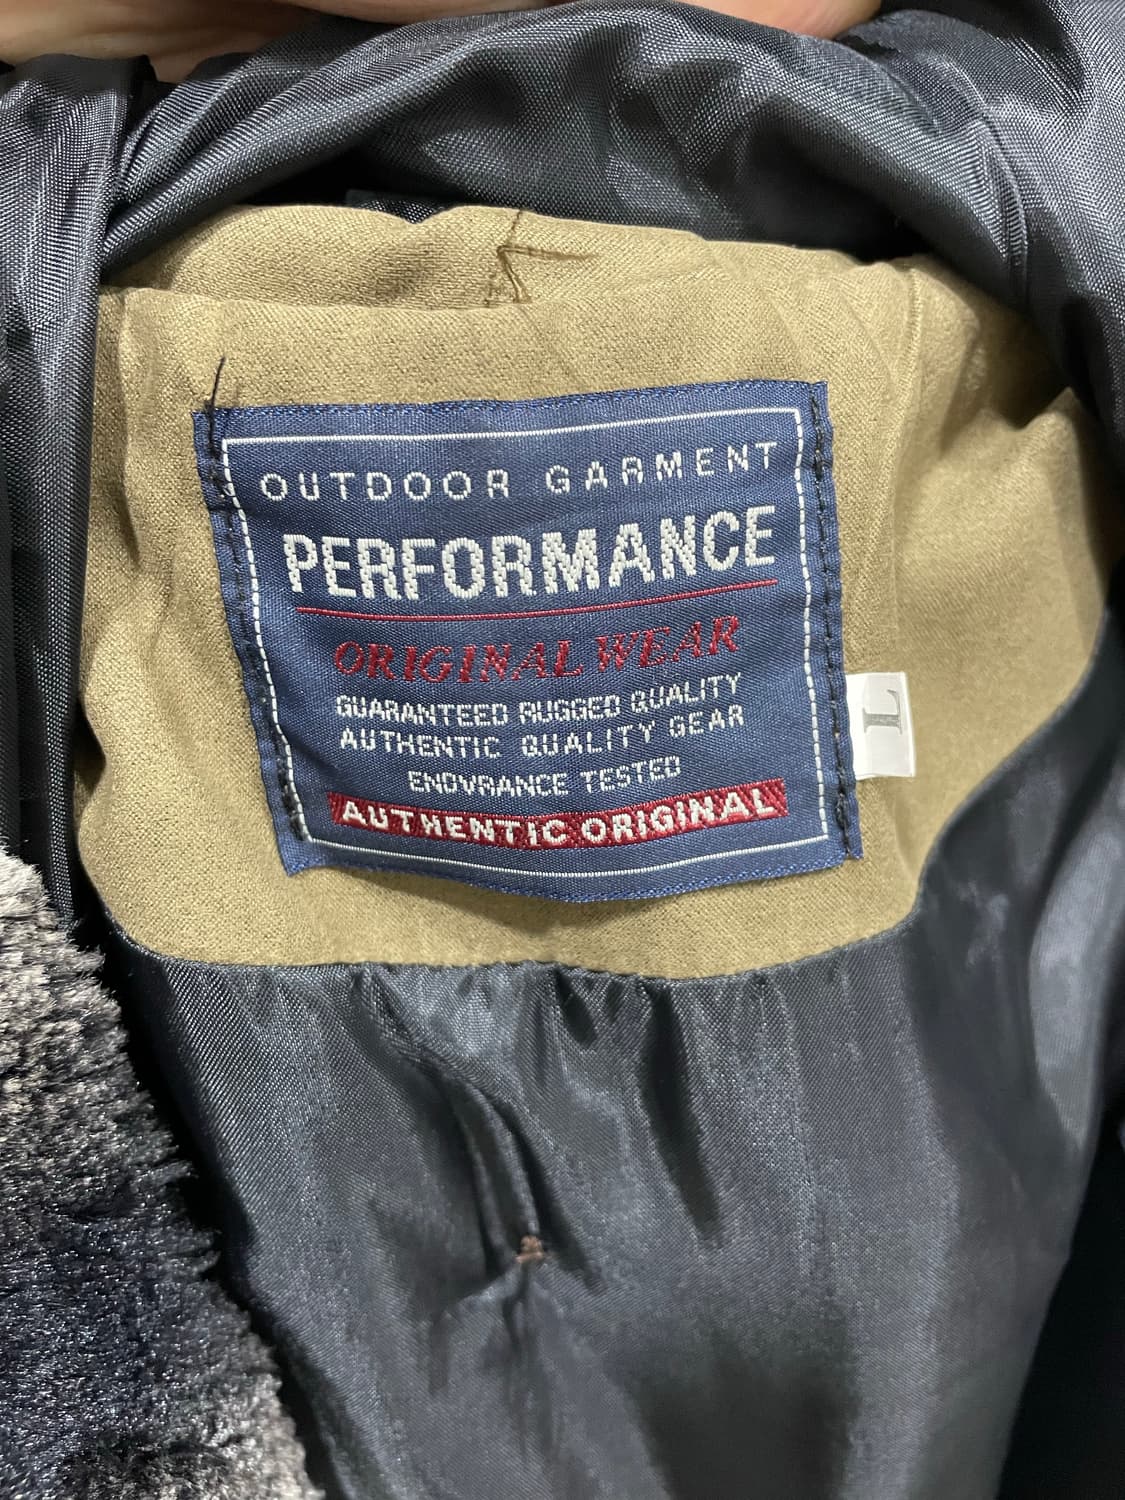 OUTDOOR GARMENT
PERFORMANCE
ORIGINAL WEAR
GUARANTEED RUGGED QUALITY
AUTHENTIC QUALITY GEAR
ENDVRANCE TESTED
AUTHENTIC ORIGINAL
L